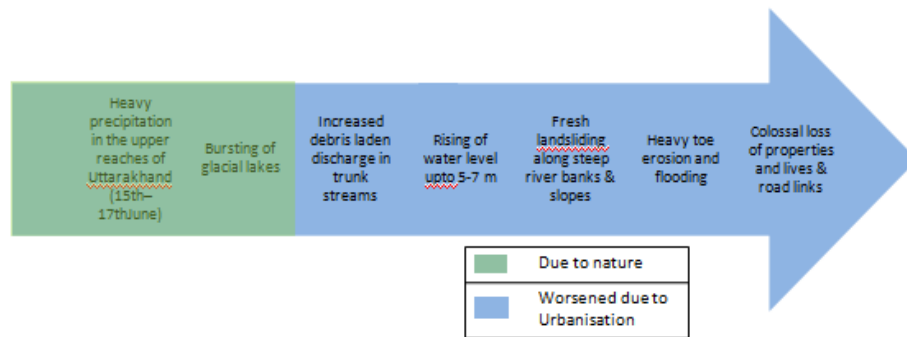 Heavy
precipitation
in the upper
reaches of
Uttarakhand
(15th–
17thJune)
Bursting of
glacial lakes
Increased
debris laden
discharge in
trunk
streams
Rising of
water level
upto 5-7 m
Fresh
landsliding
along steep
river banks &
slopes
Heavy toe
erosion and
flooding
Colossal loss
of properties
and lives &
road links
Due to nature
Worsened due to
Urbanisation